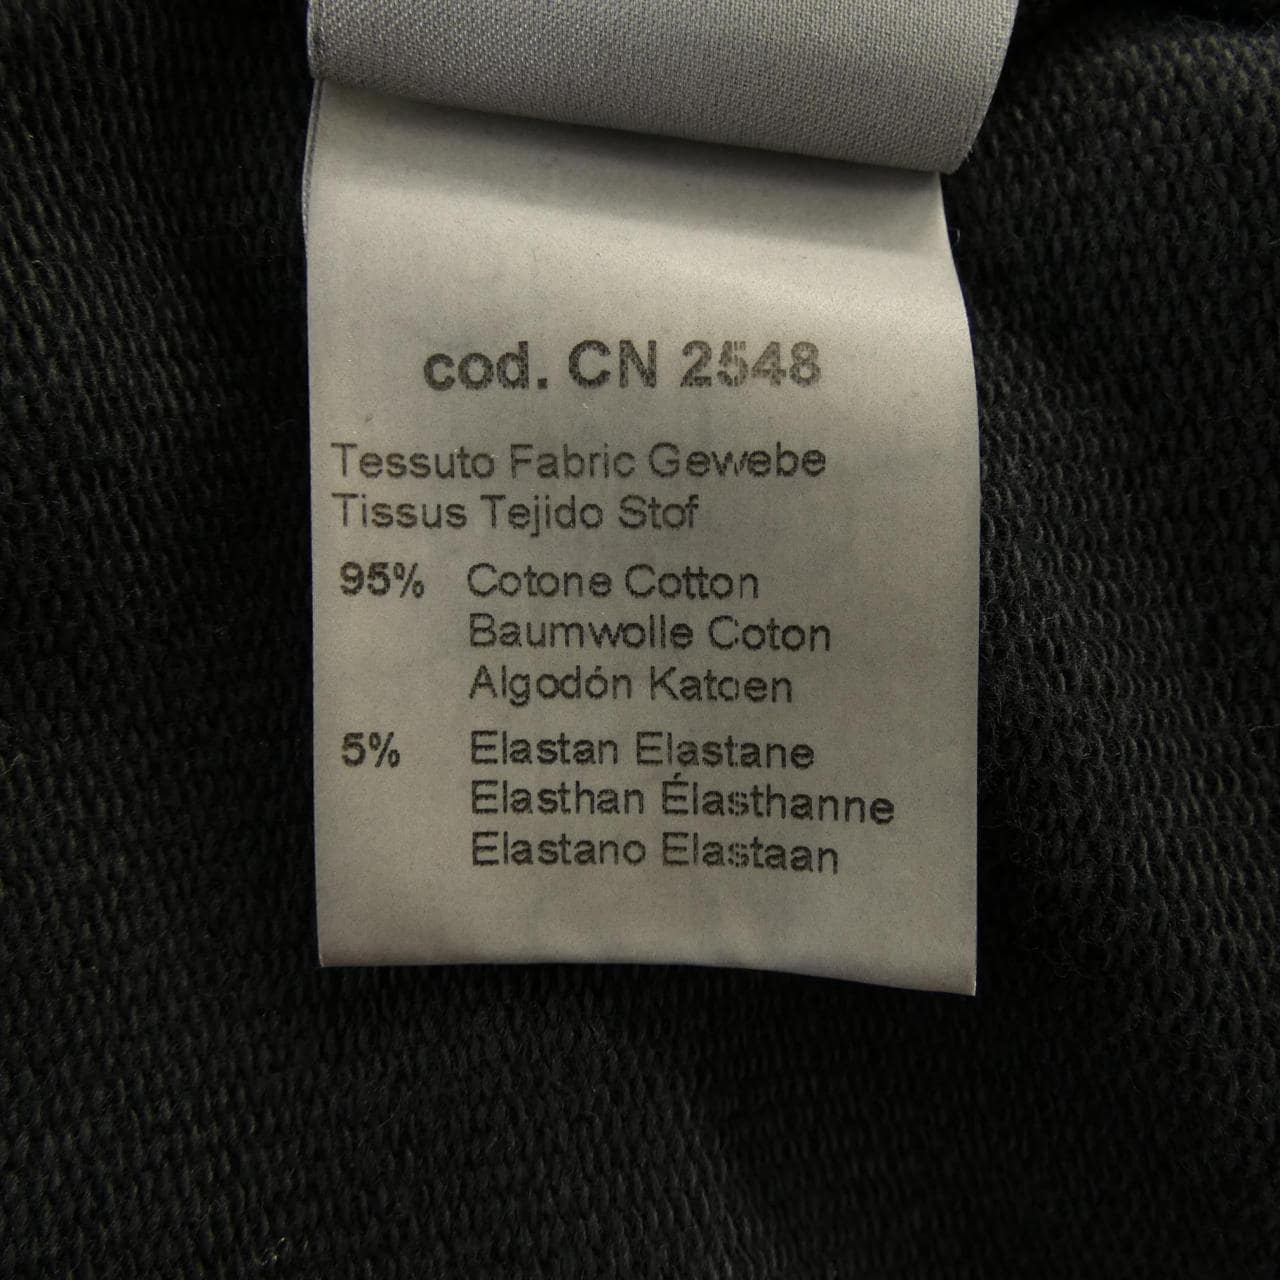 cod. CN 2548
Tessuto Fabric Gewebe
Tissus Tejido Stof
95% Cotone Cotton
Baumwolle Coton
Algodón Katoen
5% Elastan Elastane
Elasthan Élasthanne
Elastano Elastaan